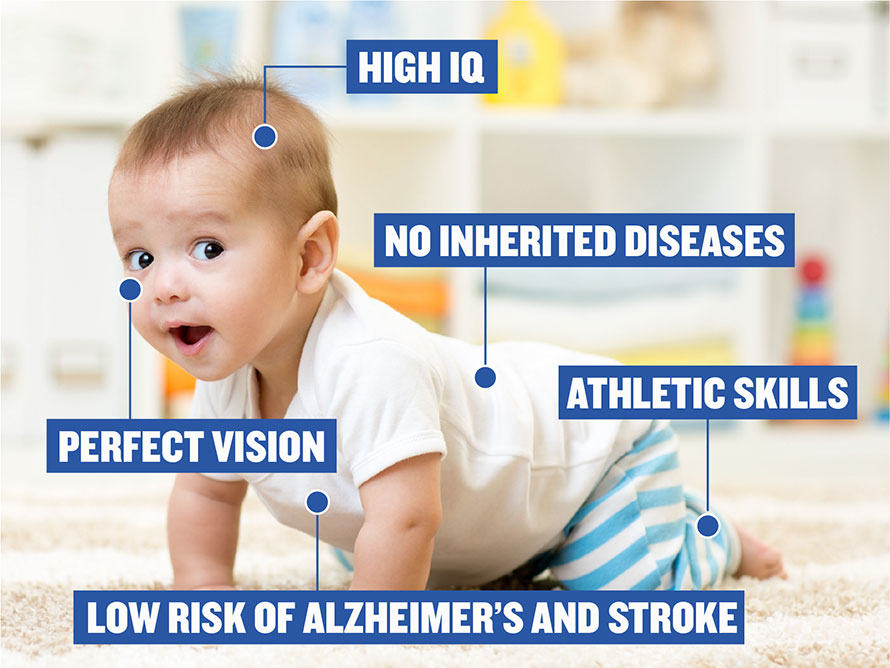 HIGH IQ
NO INHERITED DISEASES
ATHLETIC SKILLS
PERFECT VISION
LOW RISK OF ALZHEIMER'S AND STROKE